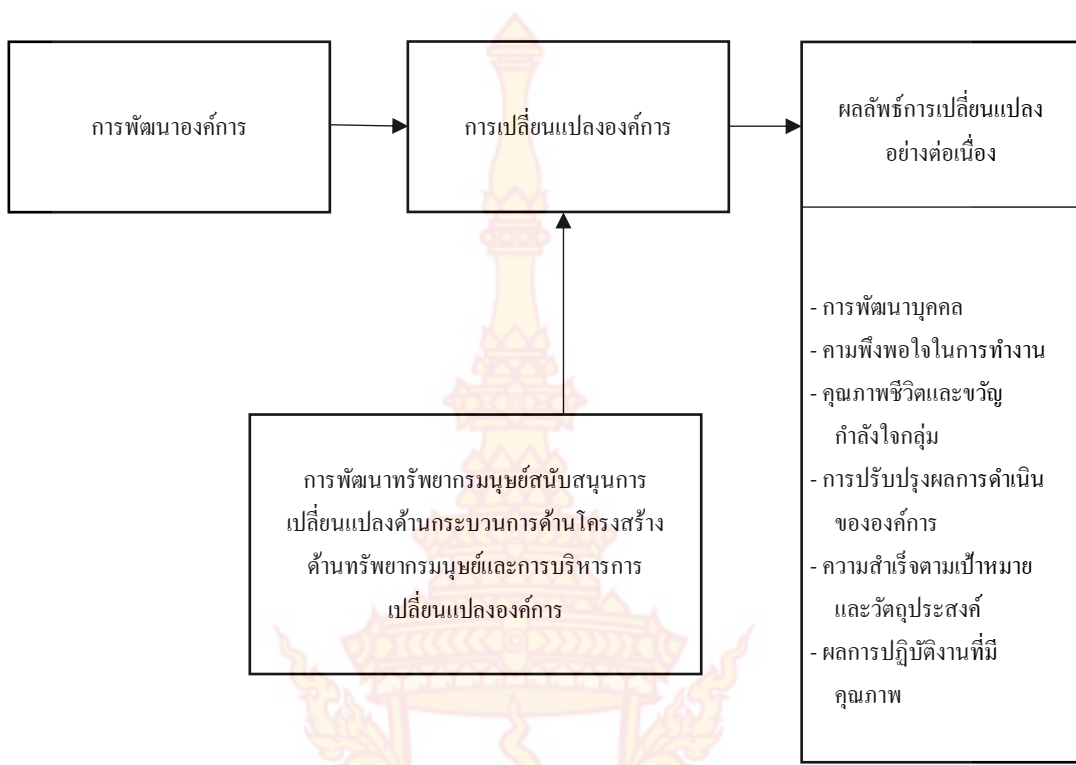 การพัฒนาองค์การ
การเปลี่ยนแปลงองค์การ
ผลลัพธ์การเปลี่ยนแปลง
อย่างต่อเนื่อง
- การพัฒนาบุคคล
- คามพึงพอใจในการทำงาน
- คุณภาพชีวิตและขวัญ
กำลังใจกลุ่ม
- การปรับปรุงผลการดำเนิน
ขององค์การ
- ความสำเร็จตามเป้าหมาย
และวัตถุประสงค์
- ผลการปฏิบัติงานที่มี
คุณภาพ
การพัฒนาทรัพยากรมนุษย์สนับสนุนการ
เปลี่ยนแปลงด้านกระบวนการด้านโครงสร้าง
ด้านทรัพยากรมนุษย์และการบริหารการ
เปลี่ยนแปลงองค์การ